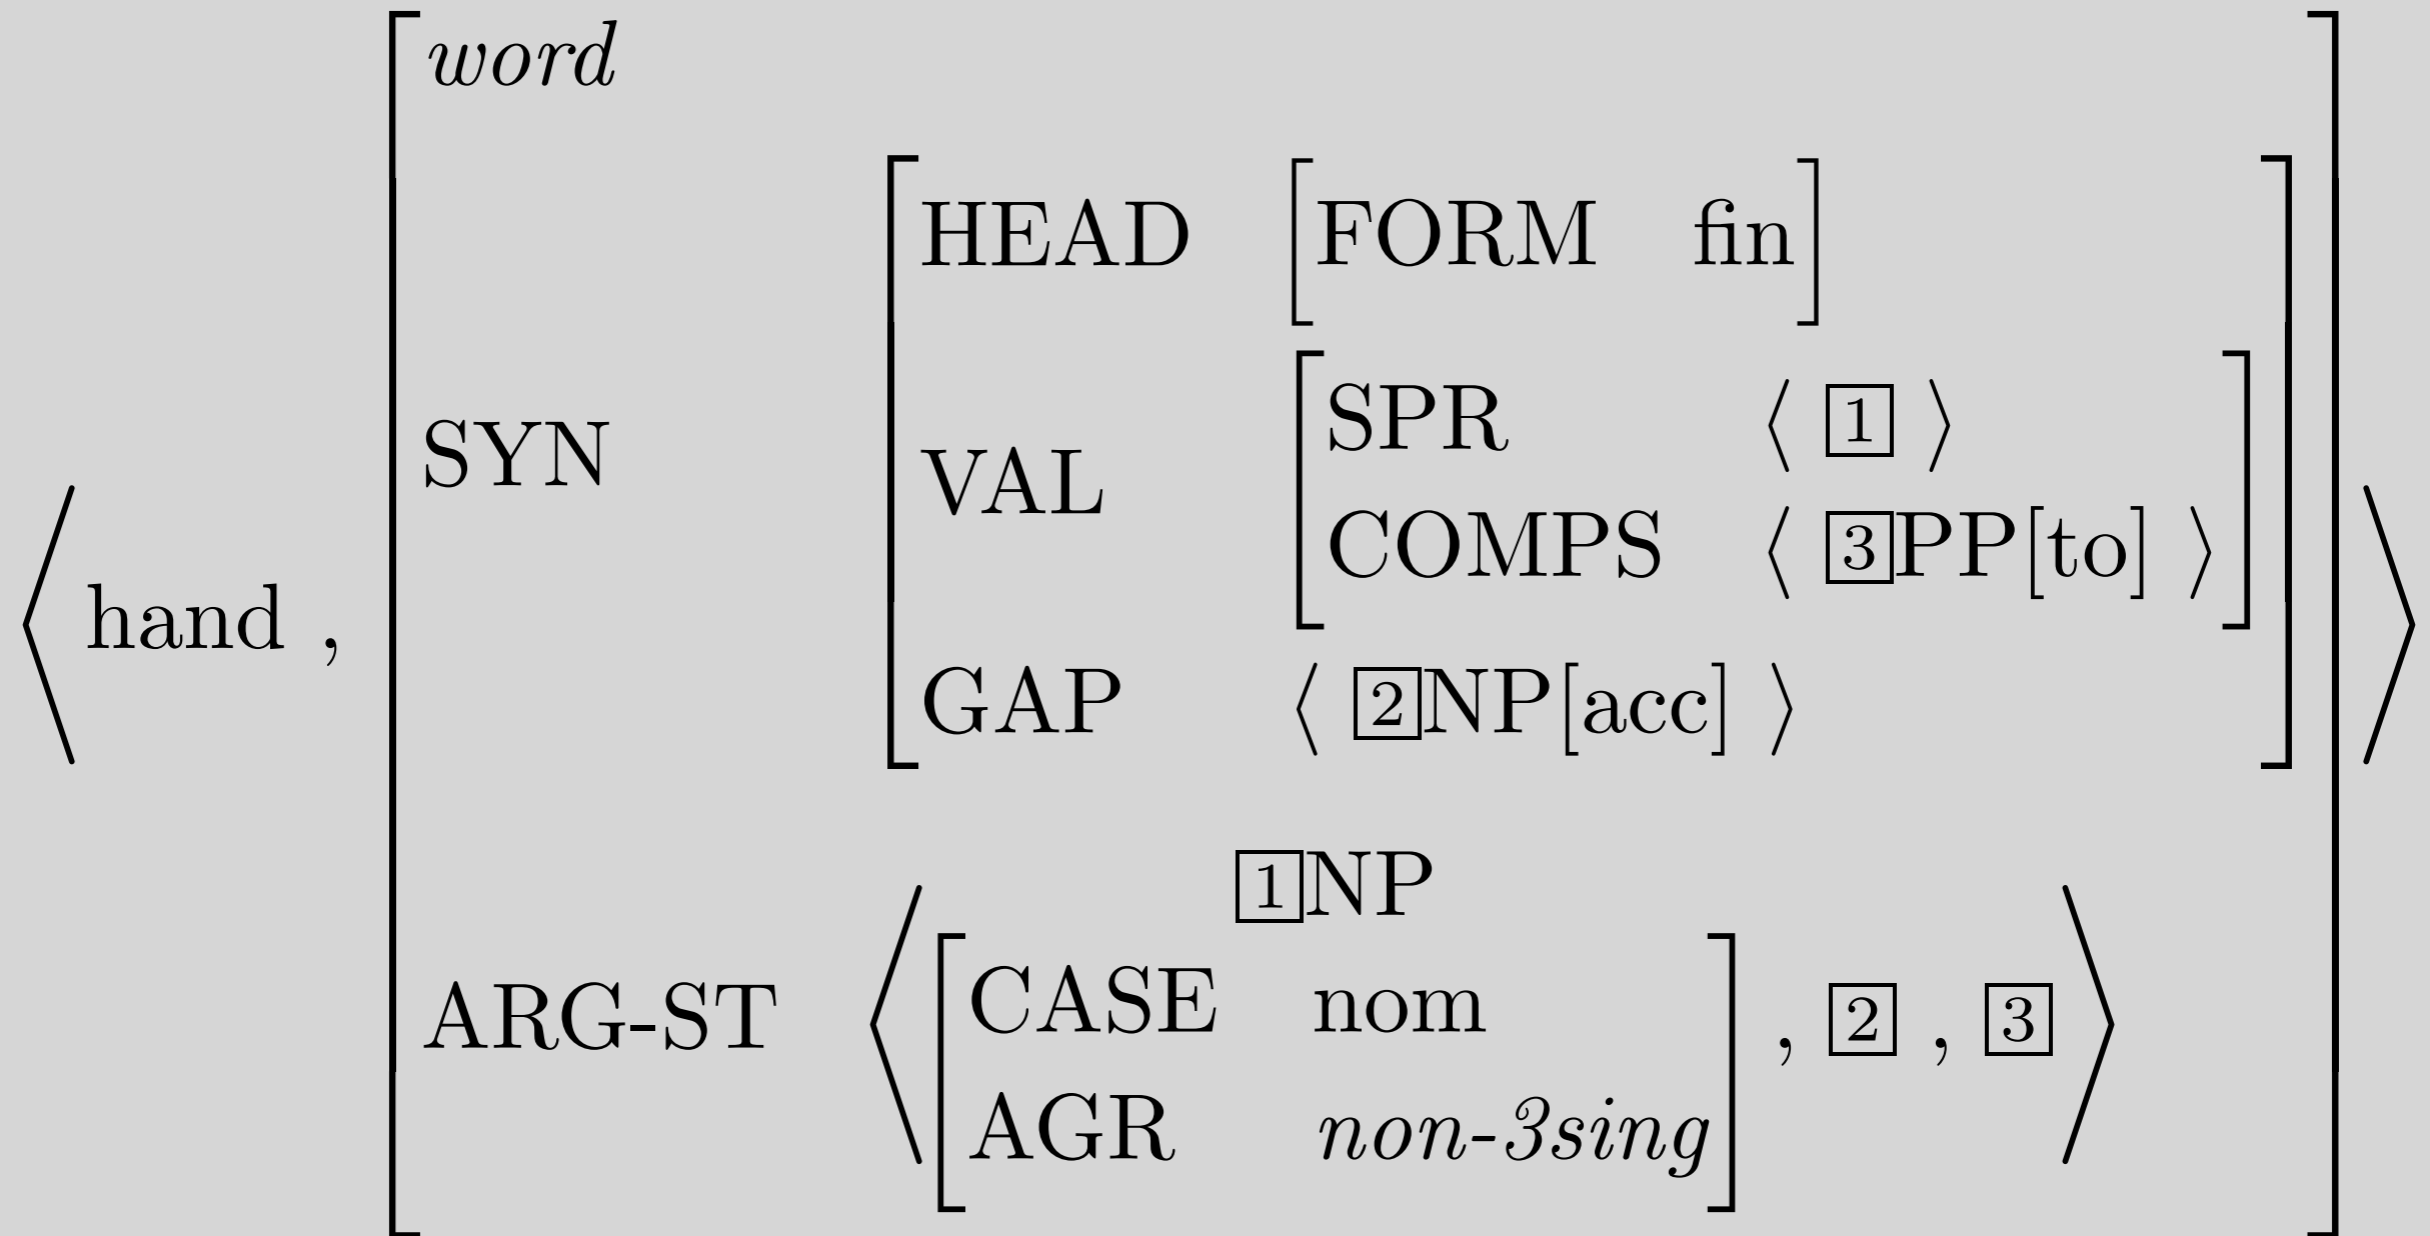 word
HEAD [FORM fin]
SPR ⟨ 1 ⟩
SYN VAL
COMPS ⟨ 3PP[to] ⟩
⟨hand ,
GAP ⟨ 2NP[acc] ⟩
1NP
ARG-ST ⟨[CASE nom] , 2 , 3⟩
AGR non-3sing